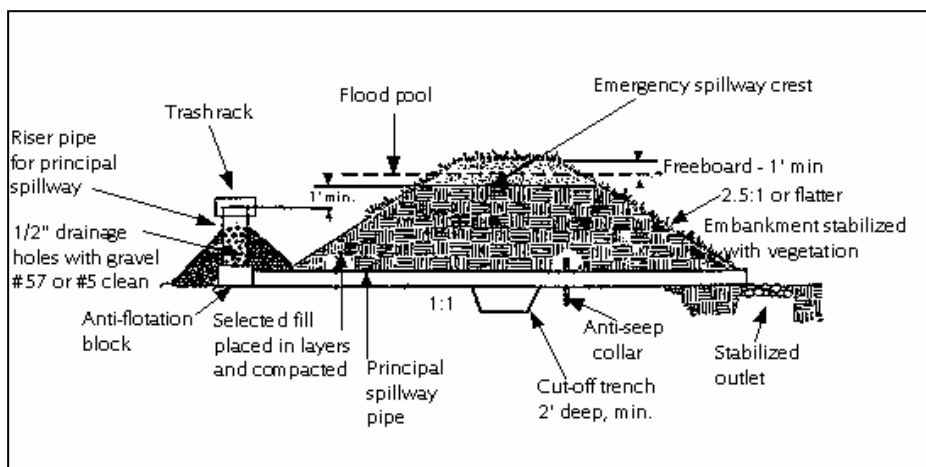 Flood pool
Emergency spillway crest
Trash rack
Riser pipe
for principal
spillway
1' min.
Freeboard - 1' min
2.5:1 or flatter
1/2" drainage
holes with gravel
#57 or #5 clean
Embankment stabilized
with vegetation
1:1
Anti-flotation
block
Selected fill
placed in layers
and compacted
Principal
spillway
pipe
Anti-seep
collar
Cut-off trench
2' deep, min.
Stabilized
outlet